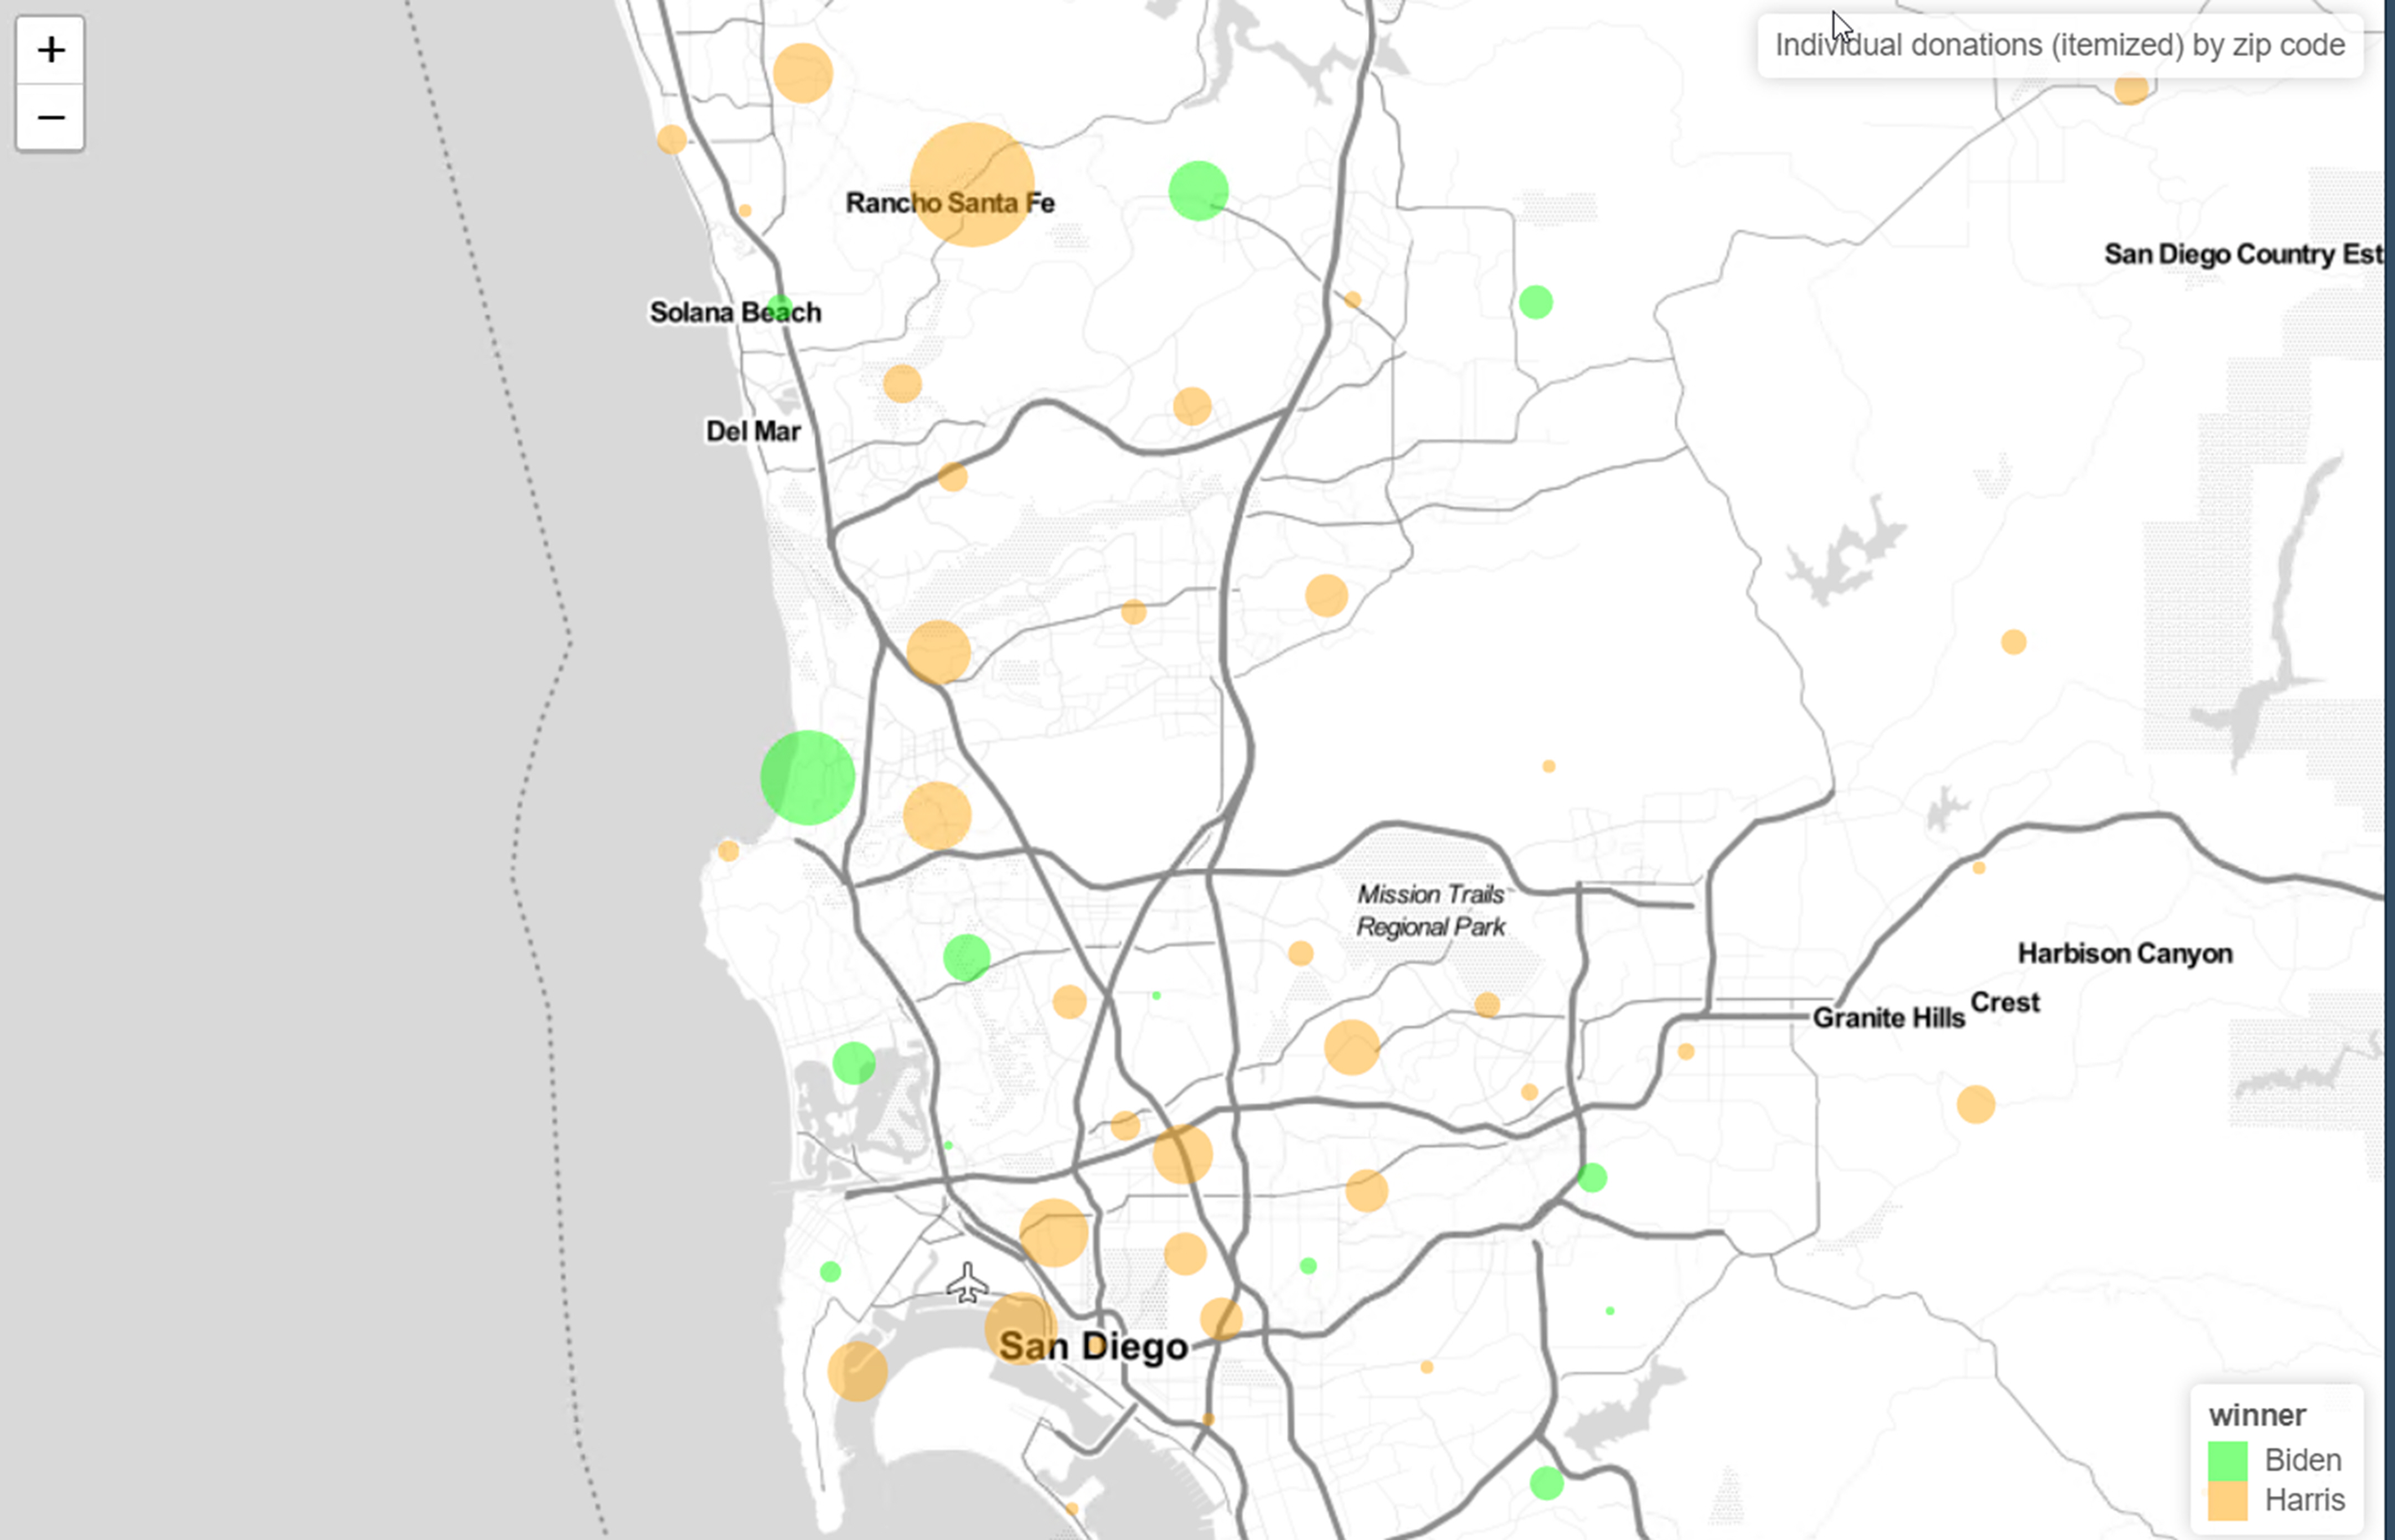 +
−
Individual donations (itemized) by zip code
Rancho Santa Fe
San Diego Country Est
Solana Beach
Del Mar
Mission Trails
Regional Park
Harbison Canyon
Crest
Granite Hills
San Diego
winner
Biden
Harris